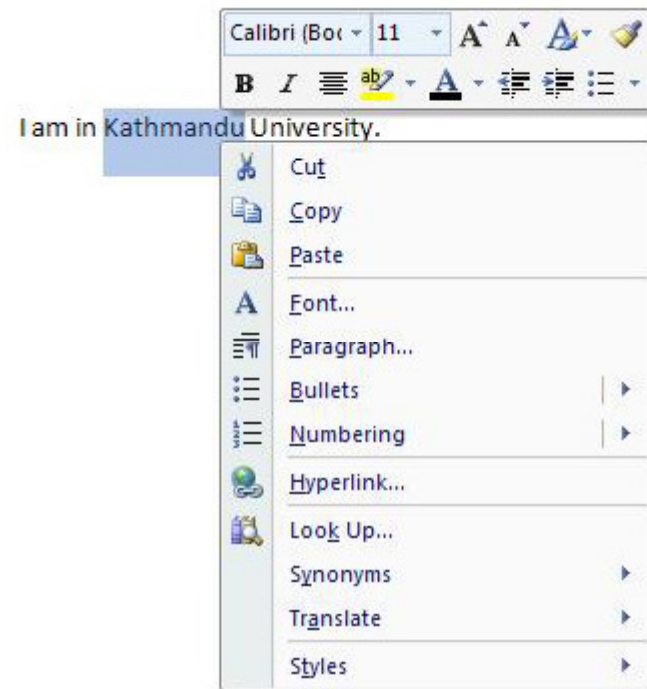 Calibri (Boc 11 A A A
B I ab A
I am in Kathmandu University.
Cut
Copy
Paste
A Font...
Paragraph...
Bullets
Numbering
Hyperlink...
Look Up...
Synonyms
Translate
Styles